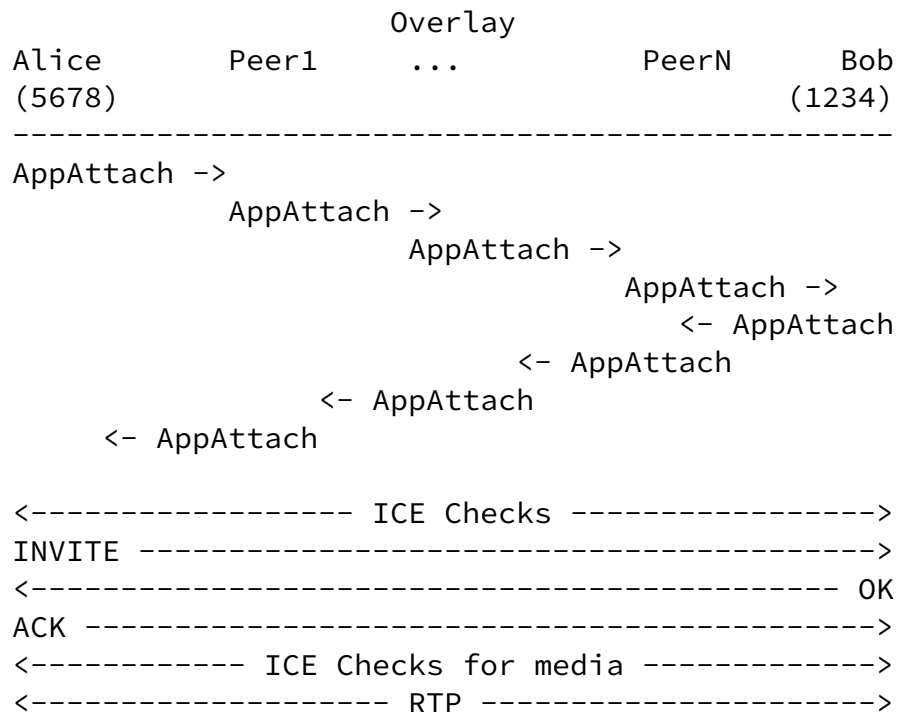 Overlay
Alice       Peer1     ...            PeerN      Bob
(5678)                                       (1234)
-------------------------------------------------
AppAttach ->
            AppAttach ->
                      AppAttach ->
                                  AppAttach ->
                                     <- AppAttach
                            <- AppAttach
                 <- AppAttach
     <- AppAttach
<------------------ ICE Checks ----------------->
INVITE ----------------------------------------->
<--------------------------------------------- OK
ACK -------------------------------------------->
<------------ ICE Checks for media ------------->
<-------------------- RTP ---------------------->